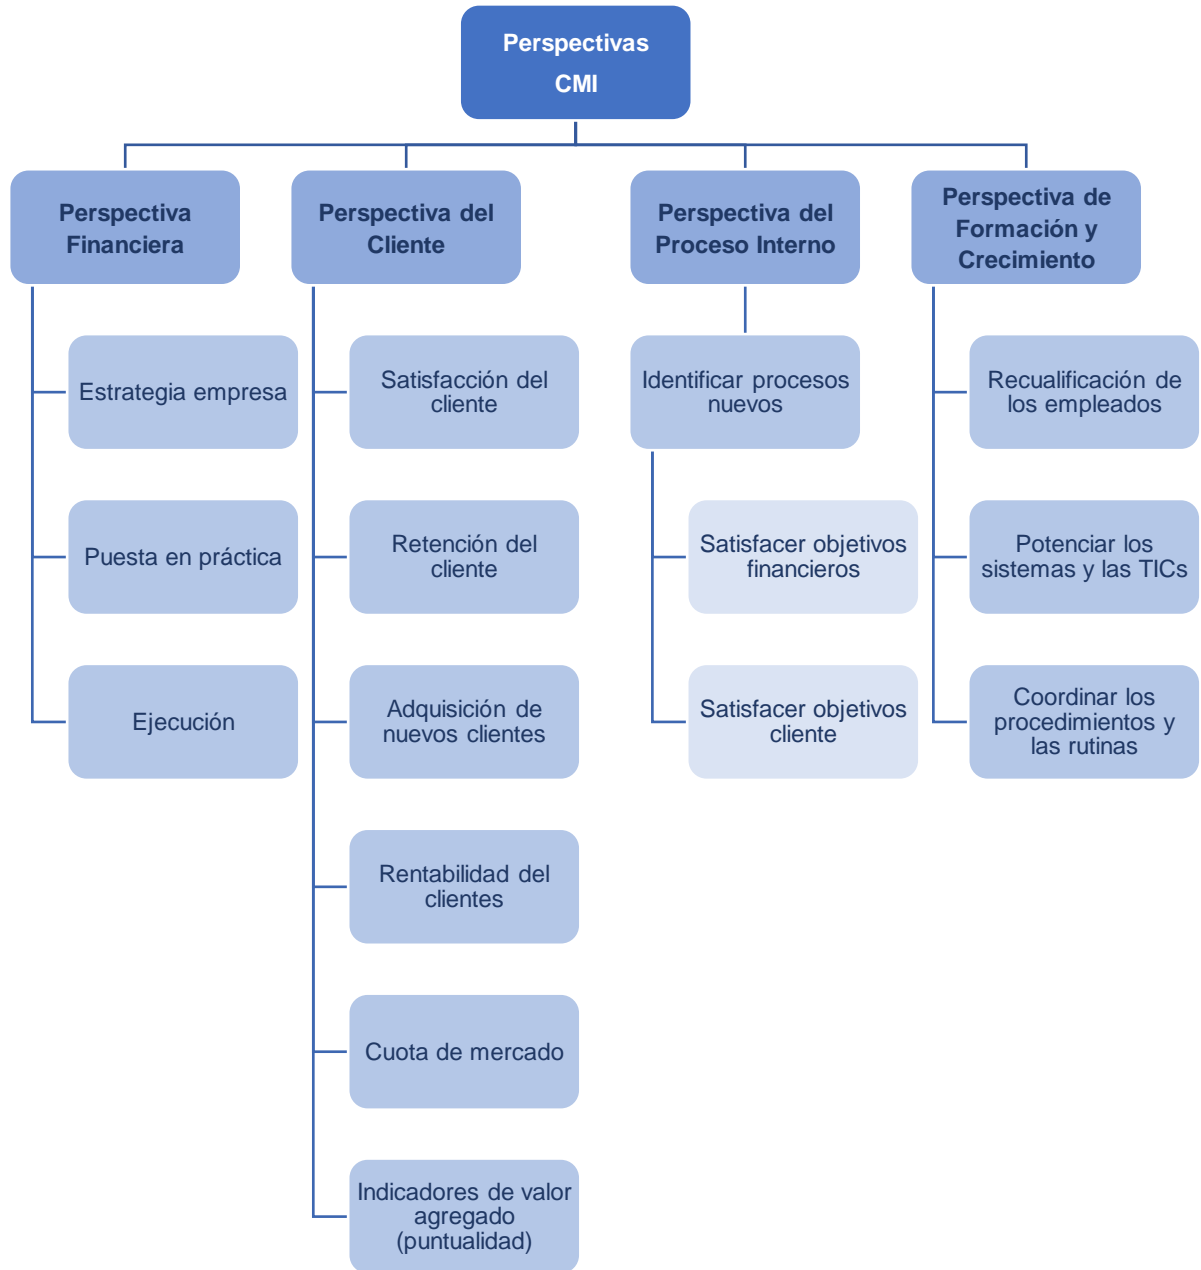 Perspectivas
CMI
Perspectiva
Financiera
Estrategia empresa
Puesta en práctica
Ejecución
Perspectiva del
Cliente
Satisfacción del
cliente
Retención del
cliente
Adquisición de
nuevos clientes
Rentabilidad del
clientes
Cuota de mercado
Indicadores de valor
agregado
(puntualidad)
Perspectiva del
Proceso Interno
Identificar procesos
nuevos
Satisfacer objetivos
financieros
Satisfacer objetivos
cliente
Perspectiva de
Formación y
Crecimiento
Recualificación de
los empleados
Potenciar los
sistemas y las TICs
Coordinar los
procedimientos y
las rutinas